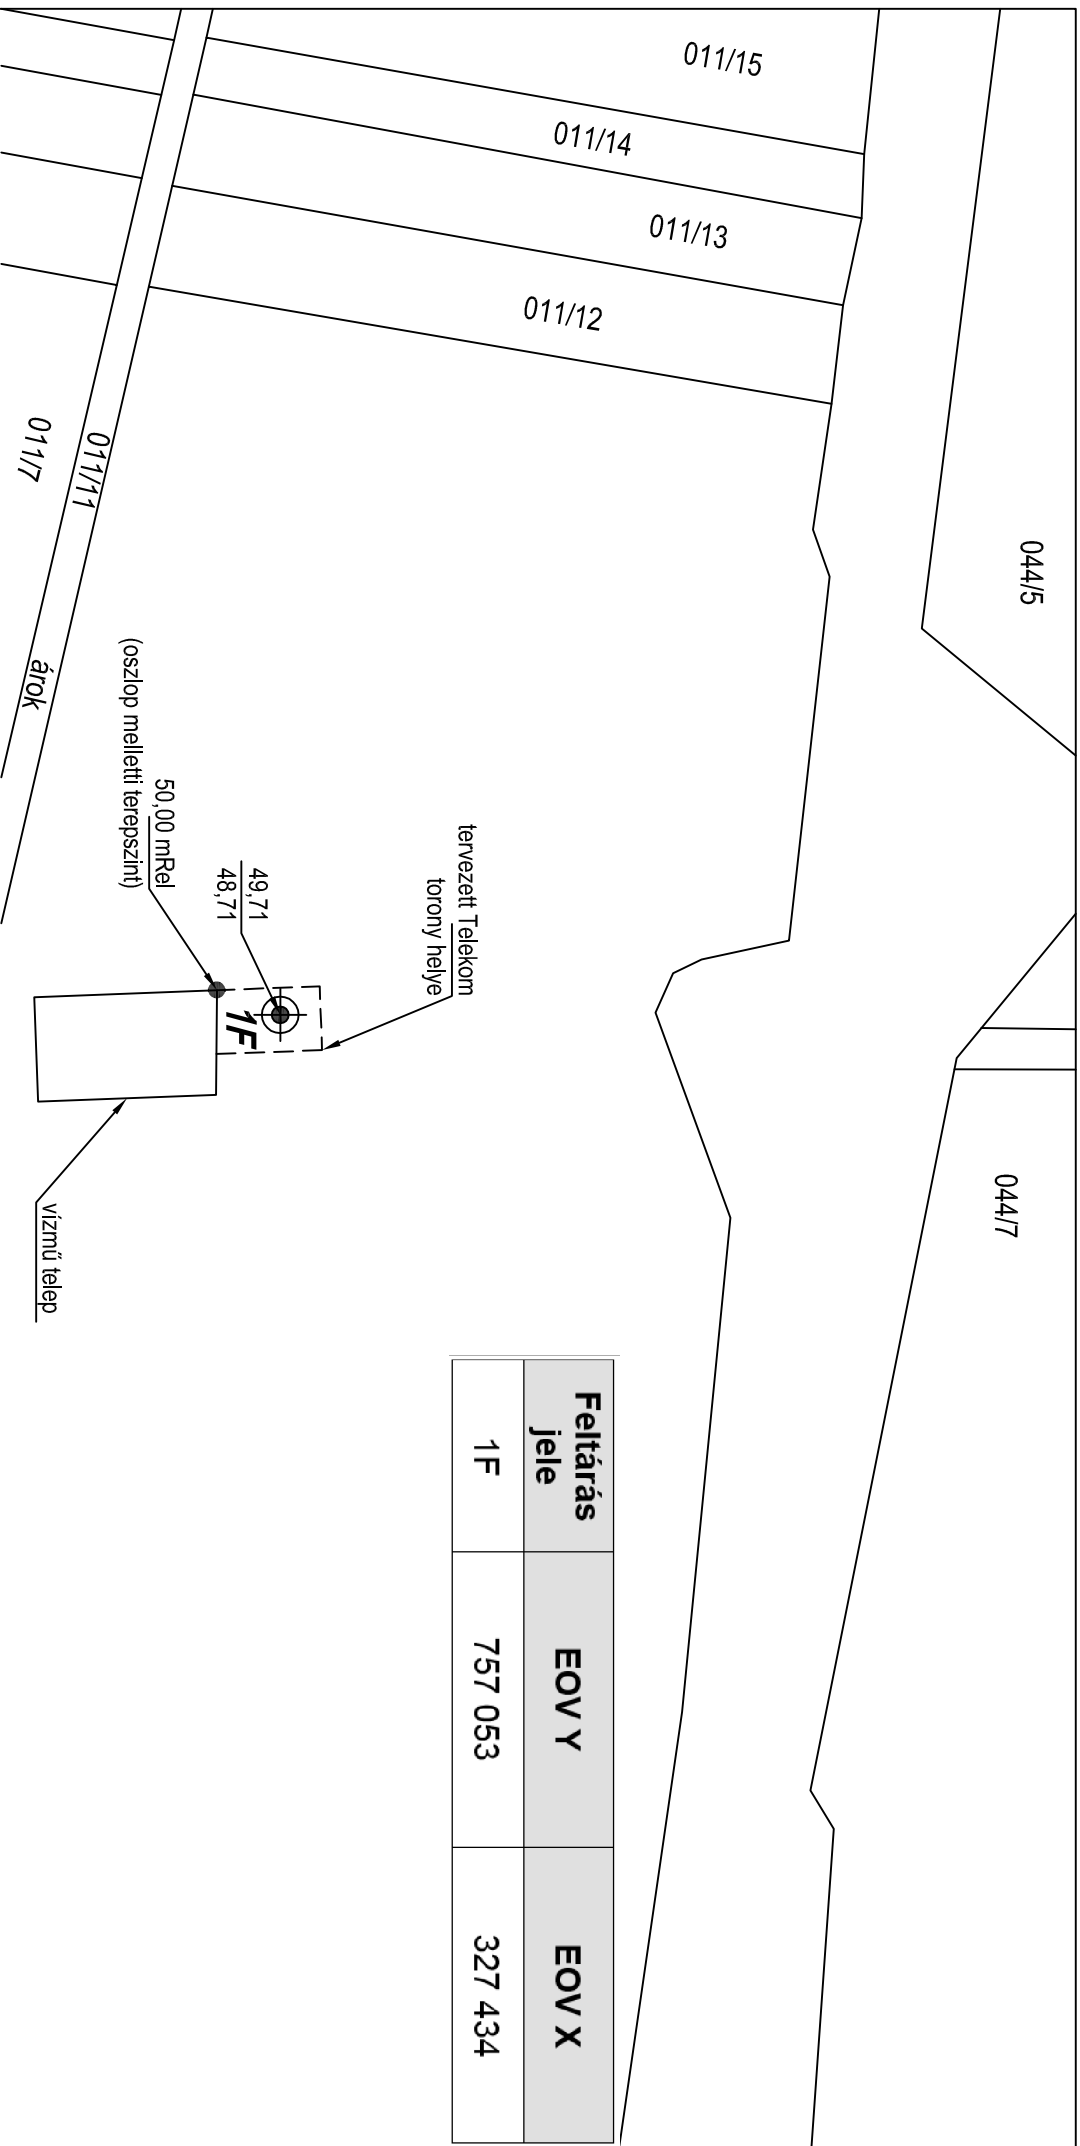 011/15
011/14
011/13
011/12
011/7
011/11
árok
044/5
044/7
tervezett Telekom
torony helye
49,71
48,71
50,00 mRel
(oszlop melletti terepszint)
1F
vízmű telep
Feltárás
jele
EOV Y
EOV X
1F
757 053
327 434